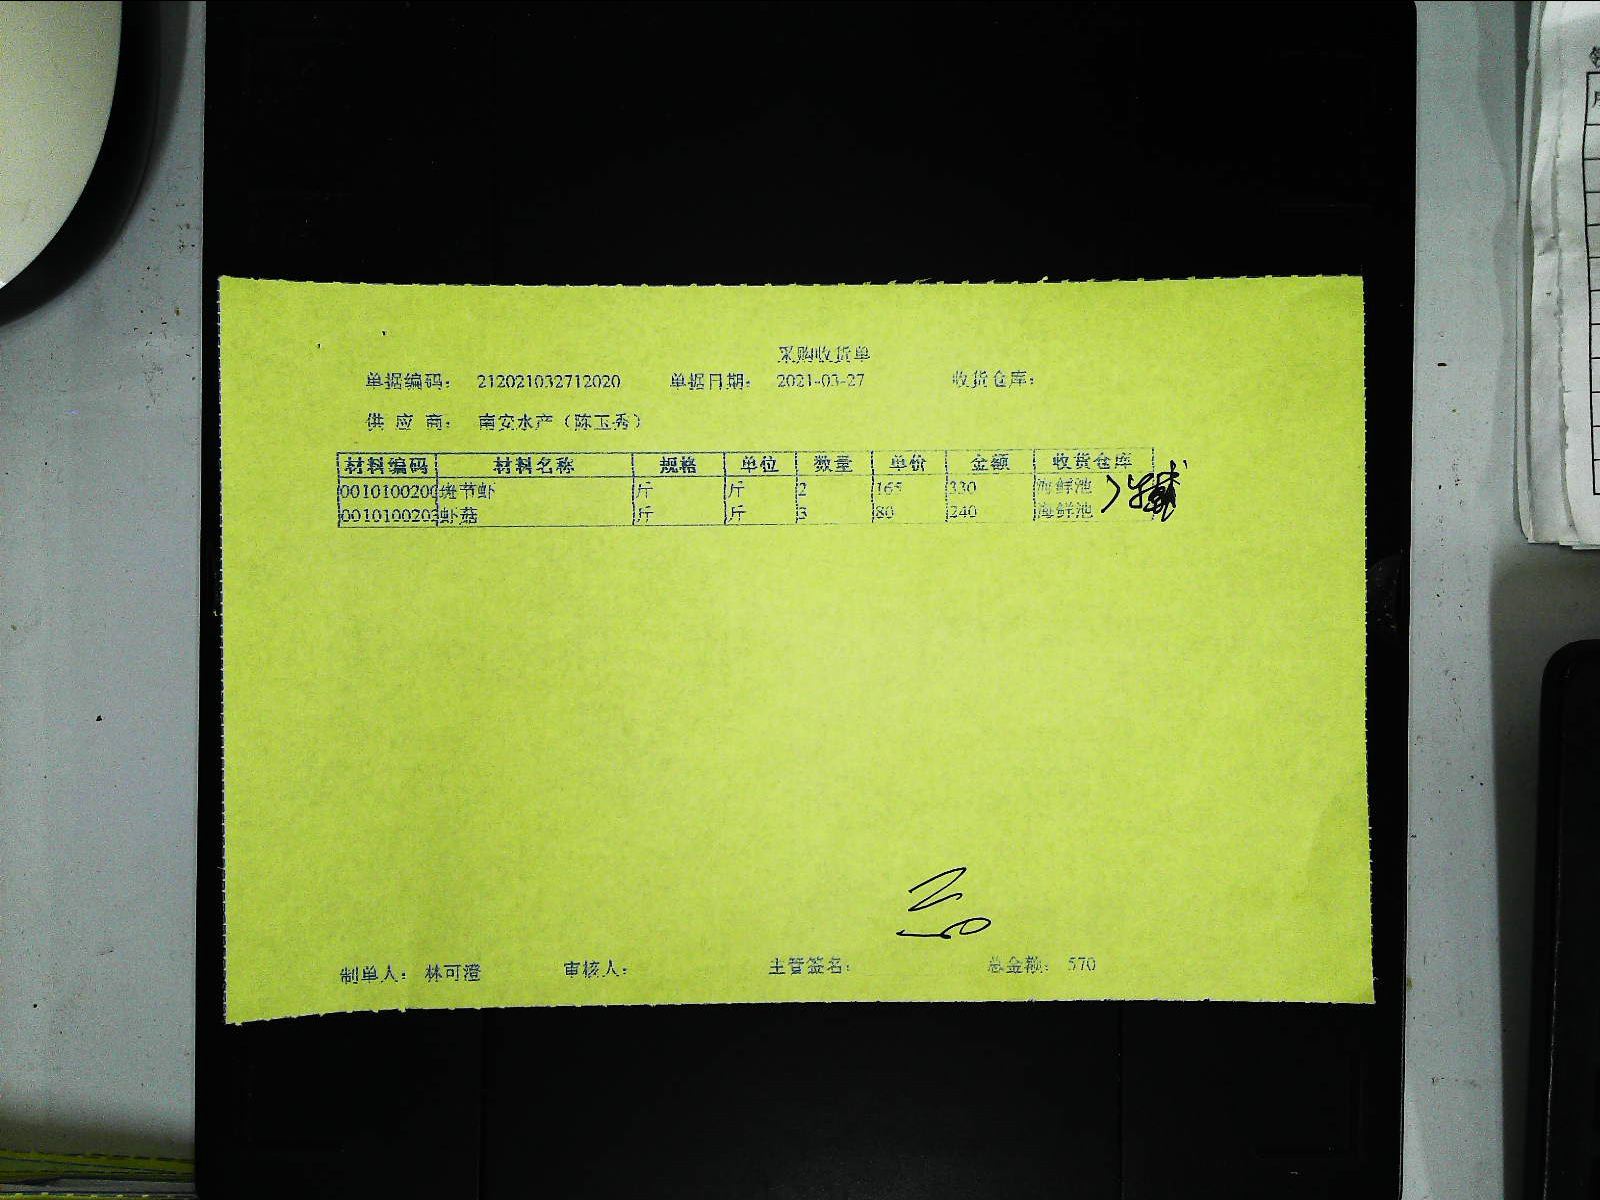 采购收货单
单据编码： 212021032712020 单据日期： 2021-03-27 收货仓库：
供 应 商： 南安水产（陈玉秀）
材料编码 材料名称 规格 单位 数量 单价 金额 收货仓库
0010100200 斑节虾 斤 斤 2 165 330 海鲜池
0010100203 虾菇 斤 斤 3 80 240 海鲜池
制单人： 林可澄 审核人： 主管签名： 总金额： 570